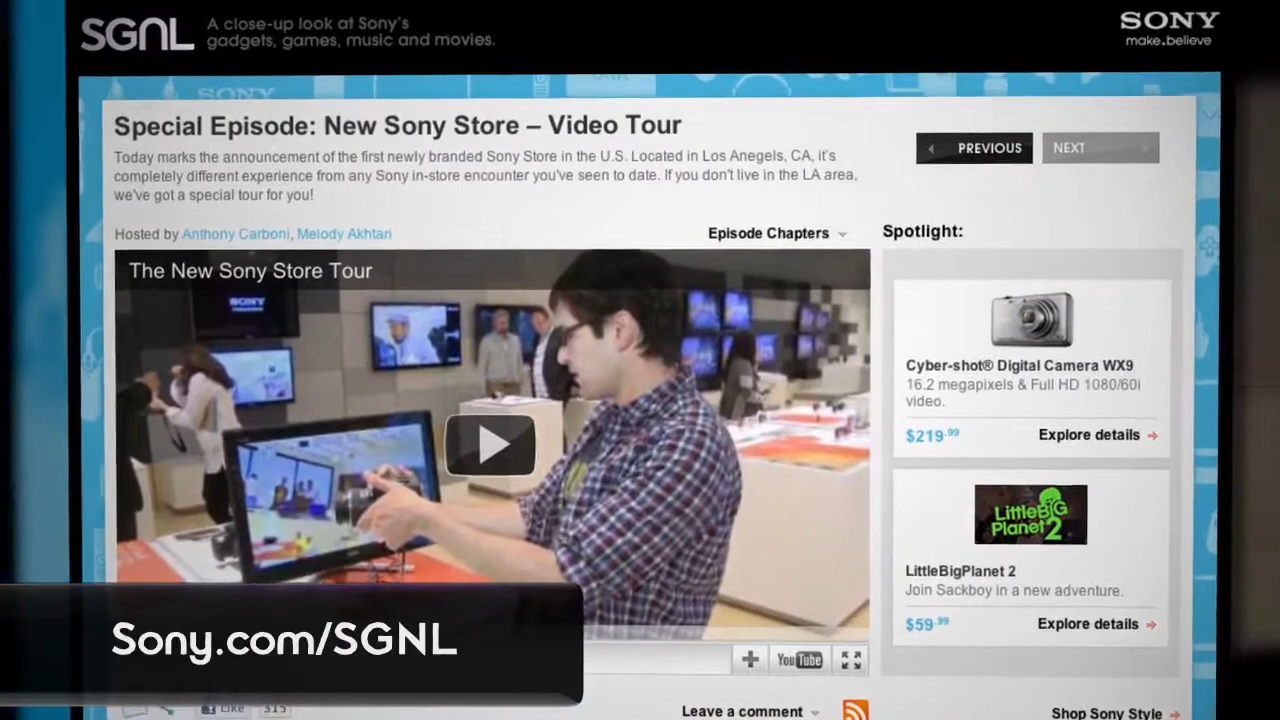 SGNL
A close-up look at Sony's
gadgets, games, music and movies.
SONY
make.believe
SONY
Special Episode: New Sony Store – Video Tour
Today marks the announcement of the first newly branded Sony Store in the U.S. Located in Los Anegels, CA, it's
completely different experience from any Sony in-store encounter you've seen to date. If you don't live in the LA area,
we've got a special tour for you!
PREVIOUS
NEXT
Hosted by Anthony Carboni, Melody Akhtari
Episode Chapters
Spotlight:
The New Sony Store Tour
SONY
Cyber-shot® Digital Camera WX9
16.2 megapixels & Full HD 1080/60i
video.
$219.99
Explore details
LittleBIG
Planet 2
LittleBigPlanet 2
Join Sackboy in a new adventure.
$59.99
Explore details
Sony.com/SGNL
YouTube
Like
315
Leave a comment
Shop Sony Style